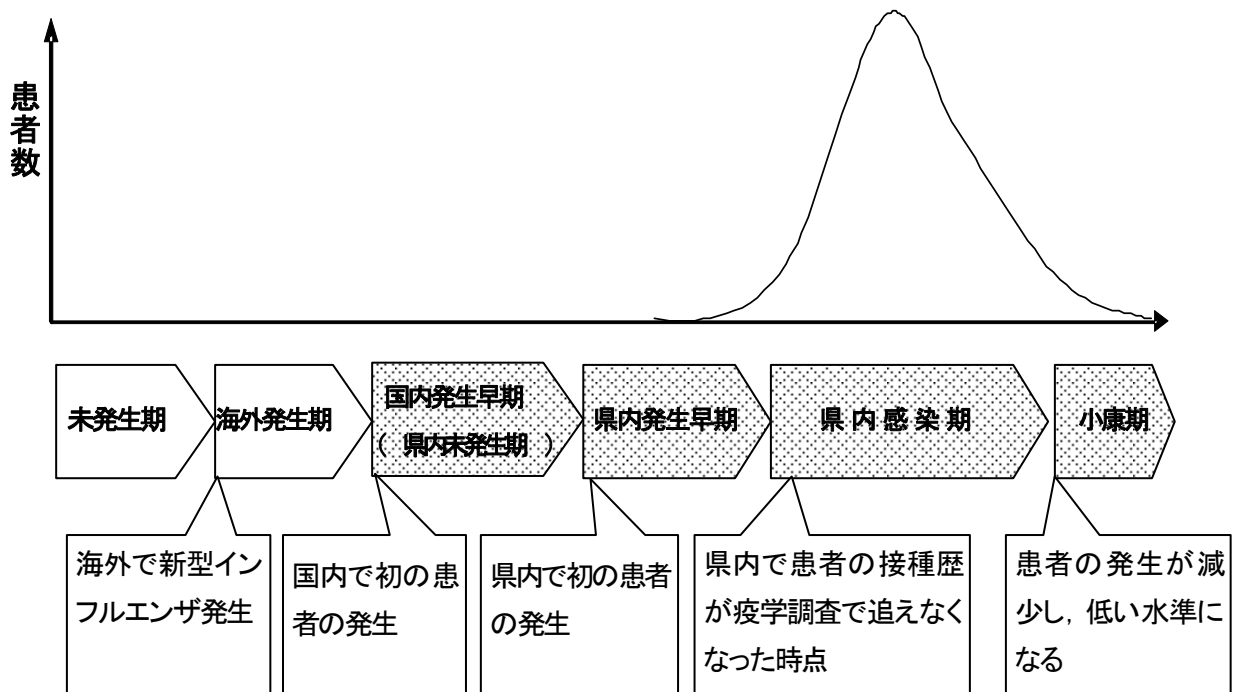 患者数
未発生期
海外発生期
国内発生早期
(　県内未発生期　)
県内発生早期
県 内 感 染 期
小康期
海外で新型イン
フルエンザ発生
国内で初の患
者の発生
県内で初の患者
の発生
県内で患者の接種歴
が疫学調査で追えなく
なった時点
患者の発生が減
少し, 低い水準に
なる